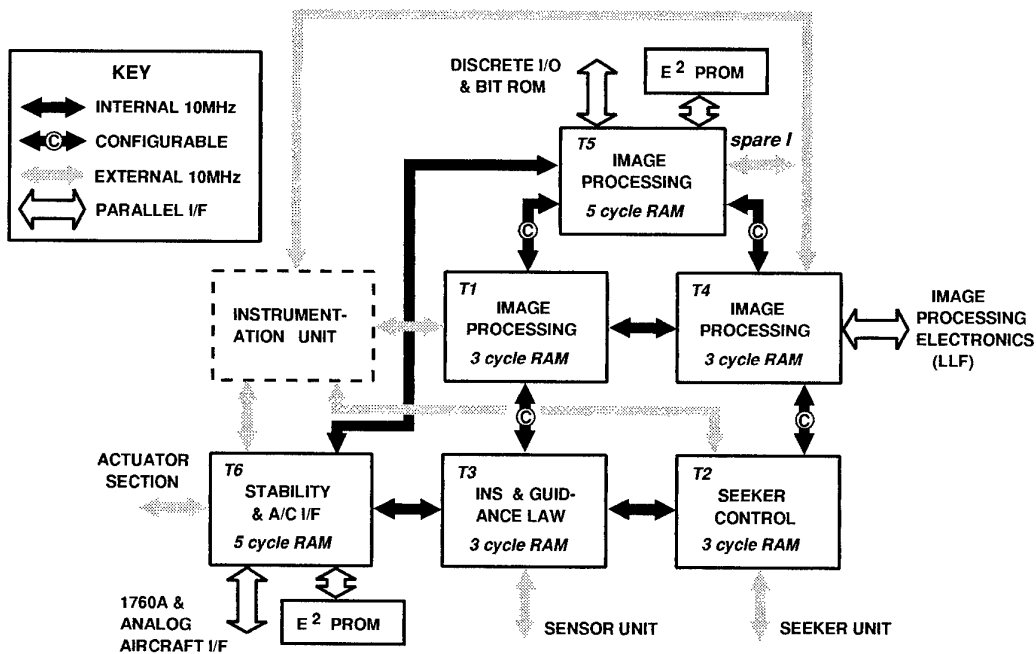 KEY
INTERNAL 10MHz
CONFIGURABLE
C
EXTERNAL 10MHz
PARALLEL I/F
DISCRETE I/O
& BIT ROM
E2 PROM
T5
IMAGE
PROCESSING
5 cycle RAM
spare I
C
C
INSTRUMENT-
ATION UNIT
T1
IMAGE
PROCESSING
3 cycle RAM
T4
IMAGE
PROCESSING
3 cycle RAM
IMAGE
PROCESSING
ELECTRONICS
(LLF)
C
C
ACTUATOR
SECTION
T6
STABILITY
& A/C I/F
5 cycle RAM
T3
INS & GUID-
ANCE LAW
3 cycle RAM
T2
SEEKER
CONTROL
3 cycle RAM
1760A &
ANALOG
AIRCRAFT I/F
E2 PROM
SENSOR UNIT
SEEKER UNIT